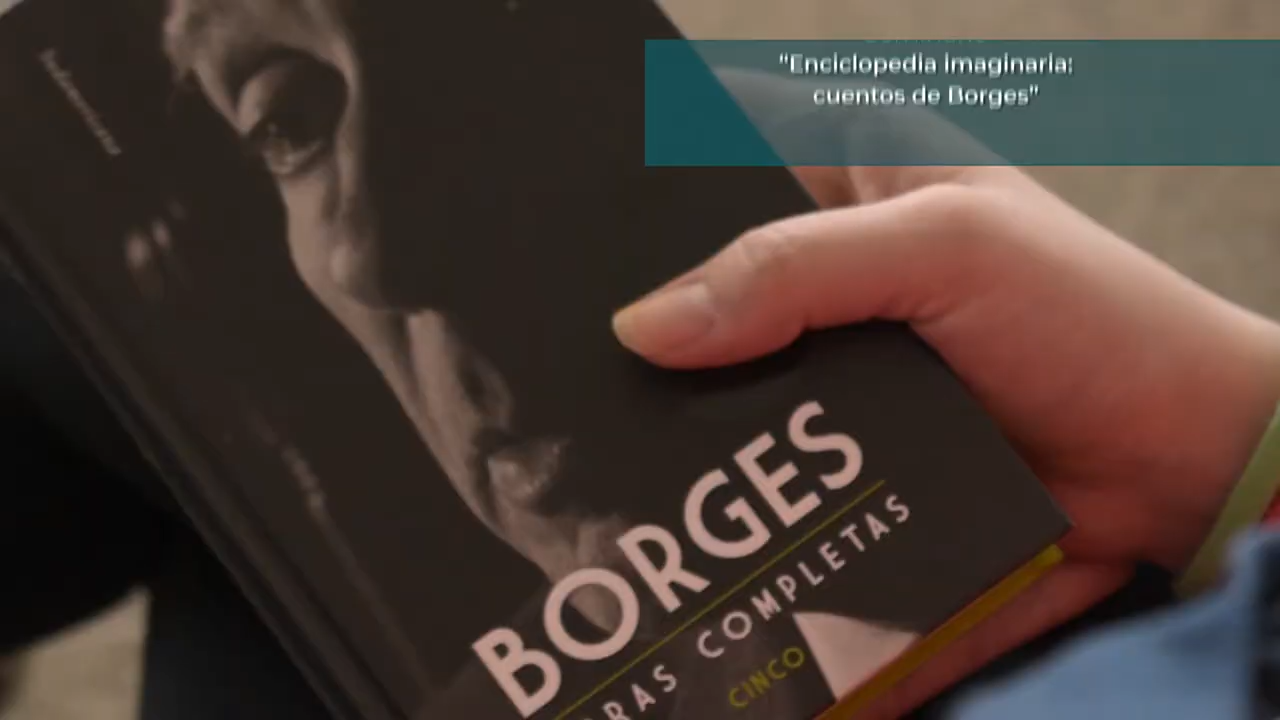 "Enciclopedia imaginaria:
cuentos de Borges"
BORGES
OBRAS COMPLETAS
CINCO